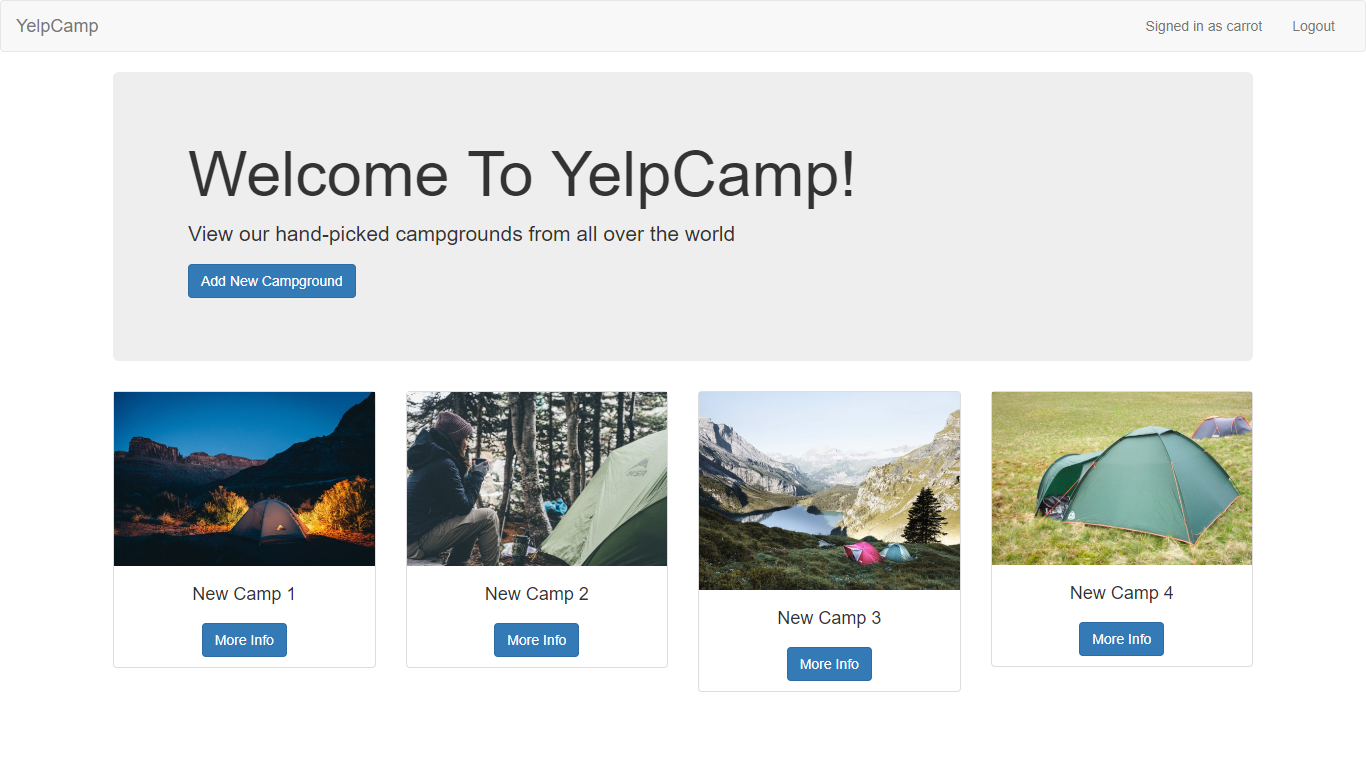 YelpCamp
Signed in as carrot
Logout
Welcome To YelpCamp!
View our hand-picked campgrounds from all over the world
Add New Campground
New Camp 1
More Info
New Camp 2
More Info
New Camp 3
More Info
New Camp 4
More Info